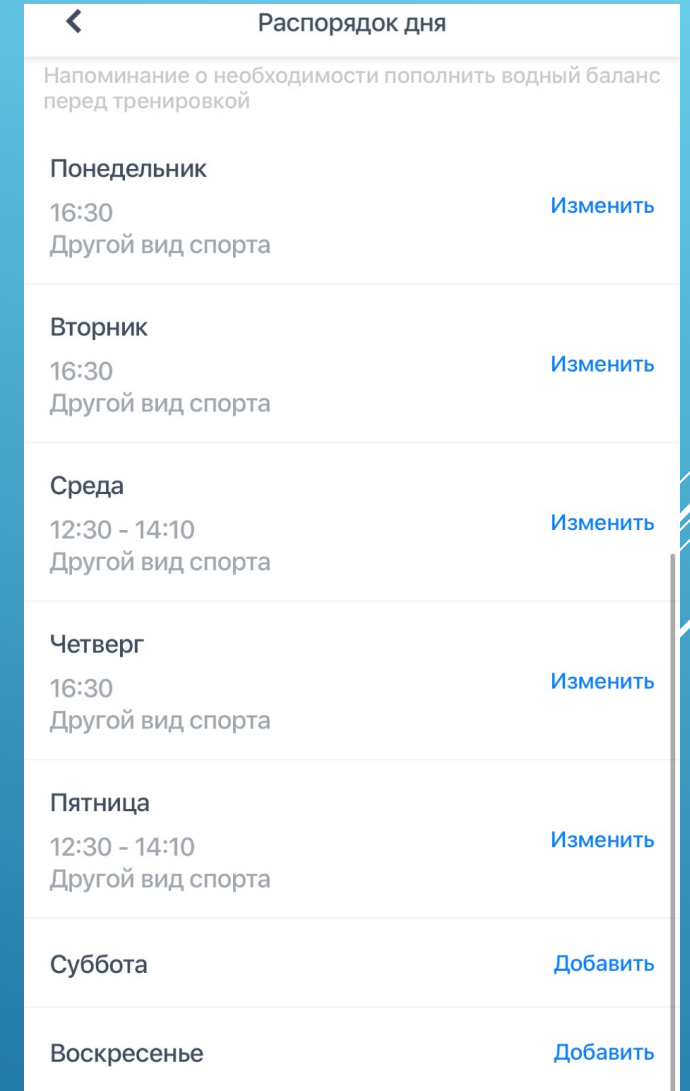 Распорядок дня
Напоминание о необходимости пополнить водный баланс
перед тренировкой
Понедельник
16:30
Другой вид спорта
Изменить
Вторник
16:30
Другой вид спорта
Изменить
Среда
12:30 - 14:10
Другой вид спорта
Изменить
Четверг
16:30
Другой вид спорта
Изменить
Пятница
12:30 - 14:10
Другой вид спорта
Изменить
Суббота
Добавить
Воскресенье
Добавить